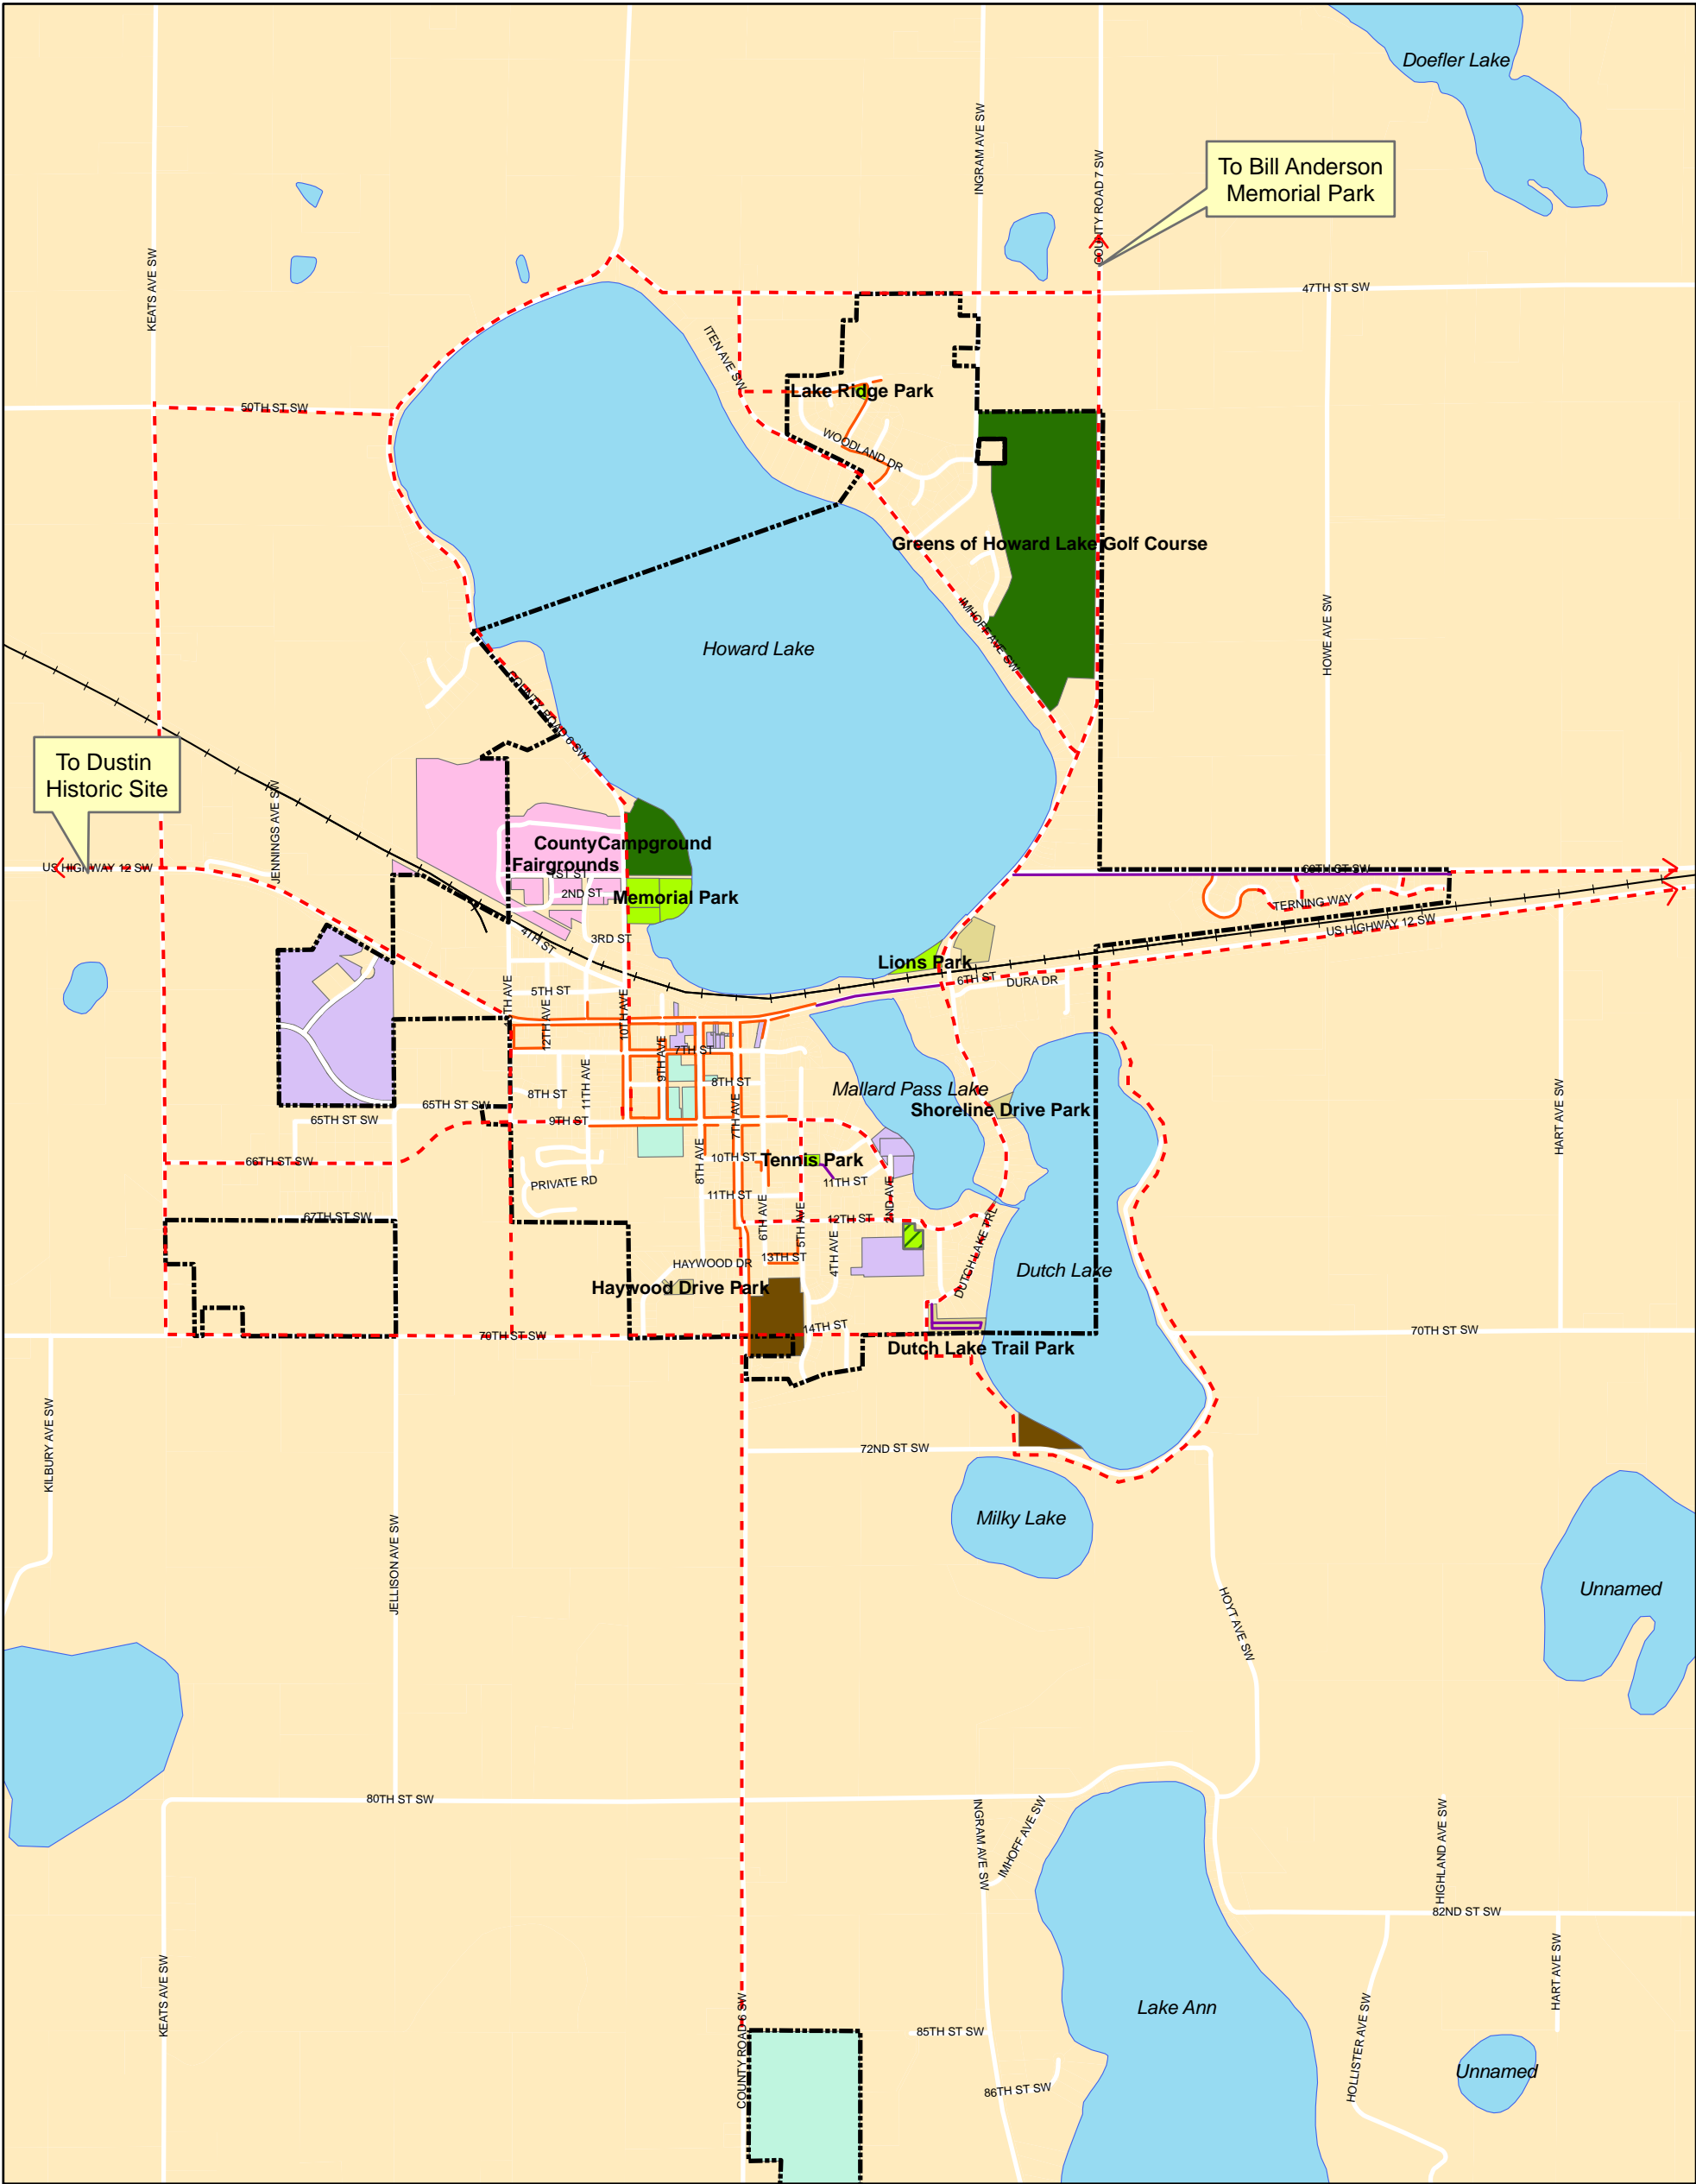 Doefler Lake
INGRAM AVE SW
COUNTY ROAD 7 SW
To Bill Anderson
Memorial Park
KEATS AVE SW
47TH ST SW
ITEN AVE SW
Lake Ridge Park
50TH ST SW
WOODLAND DR
Greens of Howard Lake Golf Course
IMHOFF AVE SW
HOWE AVE SW
Howard Lake
COUNTY ROAD 6 SW
To Dustin
Historic Site
JENNINGS AVE SW
County
Fairgrounds
Campground
US HIGHWAY 12 SW
1ST ST
2ND ST
Memorial Park
60TH ST SW
TERNING WAY
US HIGHWAY 12 SW
4TH ST
3RD ST
Lions Park
6TH ST
DURA DR
5TH ST
12TH AVE
10TH AVE
9TH AVE
7TH ST
8TH ST
8TH ST
11TH AVE
Mallard Pass Lake
Shoreline Drive Park
65TH ST SW
65TH ST SW
9TH ST
7TH AVE
HART AVE SW
66TH ST SW
8TH AVE
10TH ST
Tennis Park
11TH ST
PRIVATE RD
11TH ST
2ND AVE
67TH ST SW
6TH AVE
5TH AVE
12TH ST
4TH AVE
DUTCH LAKE TRL
HAYWOOD DR
13TH ST
Dutch Lake
Haywood Drive Park
14TH ST
70TH ST SW
70TH ST SW
Dutch Lake Trail Park
KILBURY AVE SW
72ND ST SW
Milky Lake
JELLISON AVE SW
Unnamed
HOYT AVE SW
80TH ST SW
INGRAM AVE SW
IMHOFF AVE SW
HIGHLAND AVE SW
82ND ST SW
KEATS AVE SW
HART AVE SW
Lake Ann
COUNTY ROAD 6 SW
85TH ST SW
HOLLISTER AVE SW
Unnamed
86TH ST SW